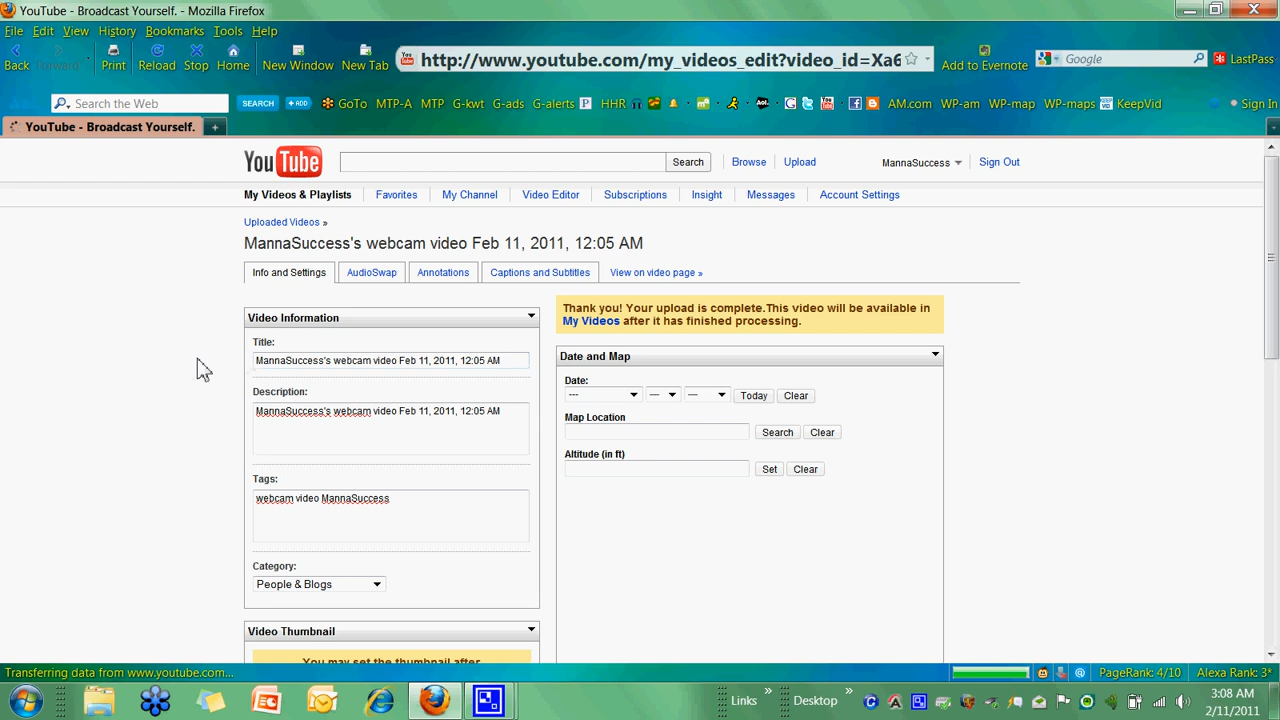 YouTube - Broadcast Yourself. - Mozilla Firefox
File Edit View History Bookmarks Tools Help
Back Forward Print Reload Stop Home New Window New Tab http://www.youtube.com/my_videos_edit?video_id=Xa6 Add to Evernote Google LastPass
Search the Web SEARCH +ADD GoTo MTP-A MTP G-kwt G-ads G-alerts HHR AM.com WP-am WP-map WP-maps KeepVid Sign In
YouTube - Broadcast Yourself.
YouTube Search Browse Upload MannaSuccess Sign Out
My Videos & Playlists Favorites My Channel Video Editor Subscriptions Insight Messages Account Settings
Uploaded Videos »
MannaSuccess's webcam video Feb 11, 2011, 12:05 AM
Info and Settings AudioSwap Annotations Captions and Subtitles View on video page »
Thank you! Your upload is complete.This video will be available in
My Videos after it has finished processing.
Video Information
Title:
MannaSuccess's webcam video Feb 11, 2011, 12:05 AM
Description:
MannaSuccess's webcam video Feb 11, 2011, 12:05 AM
Tags:
webcam video MannaSuccess
Category:
People & Blogs
Video Thumbnail
You may set the thumbnail after
Date and Map
Date:
--- — — Today Clear
Map Location
Search Clear
Altitude (in ft)
Set Clear
Transferring data from www.youtube.com... PageRank: 4/10 Alexa Rank: 3*
Links » Desktop » 3:08 AM
2/11/2011